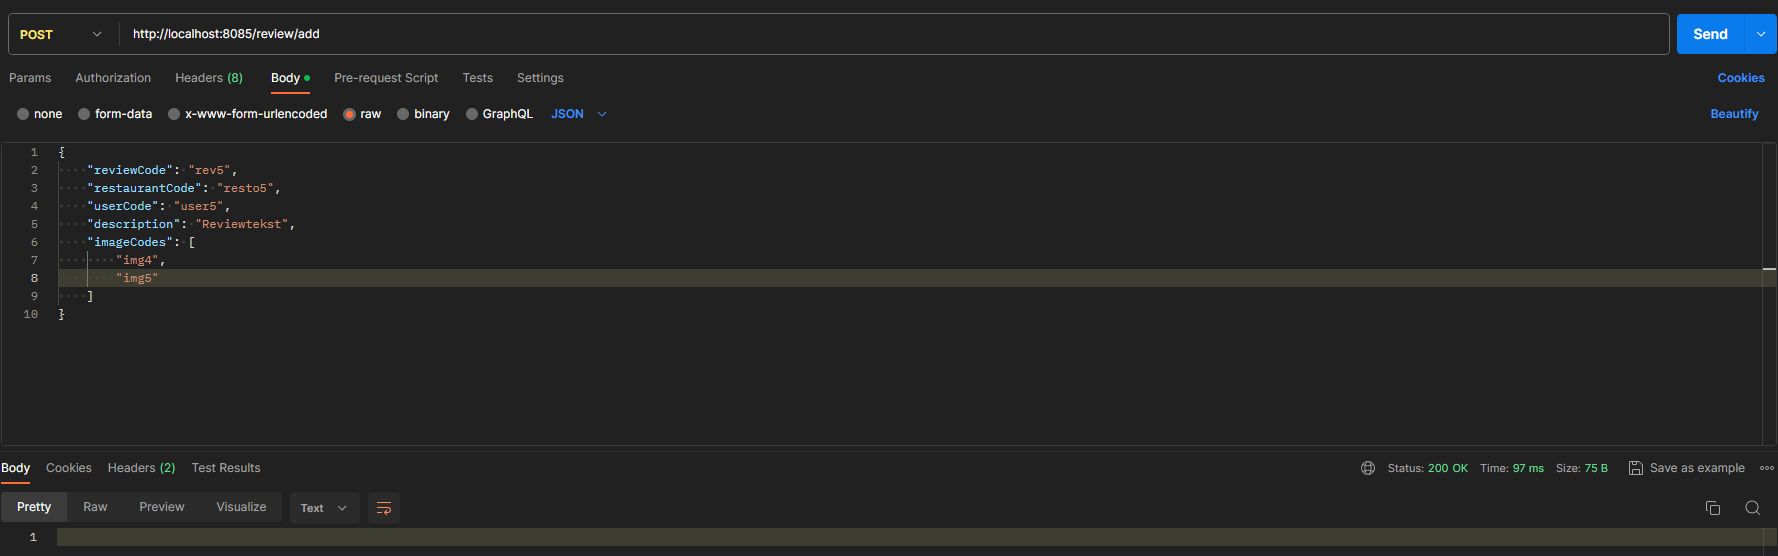 POST http://localhost:8085/review/add Send
Params Authorization Headers (8) Body Pre-request Script Tests Settings Cookies
none form-data x-www-form-urlencoded raw binary GraphQL JSON Beautify
1 {
2 "reviewCode": "rev5",
3 "restaurantCode": "resto5",
4 "userCode": "user5",
5 "description": "Reviewtekst",
6 "imageCodes": [
7 "img4",
8 "img5"
9 ]
10 }
Body Cookies Headers (2) Test Results Status: 200 OK Time: 97 ms Size: 75 B Save as example
Pretty Raw Preview Visualize Text
1